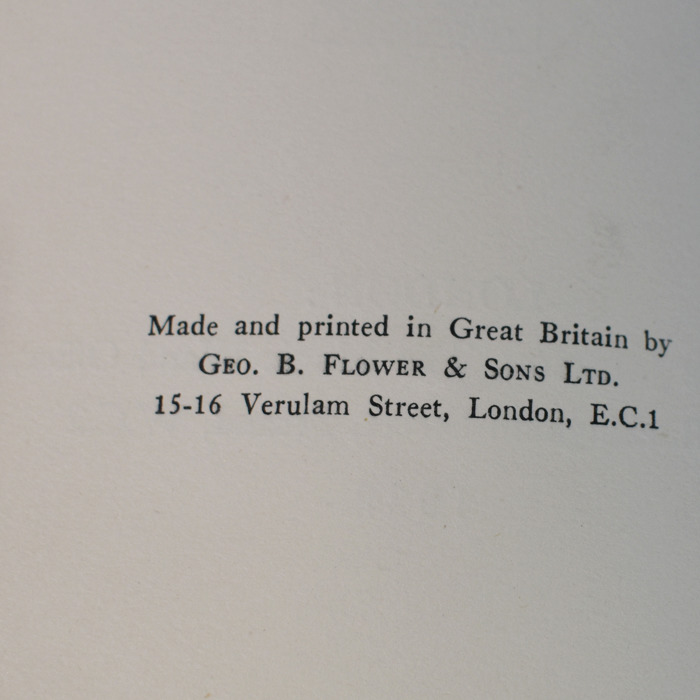 Made and printed in Great Britain by
GEO. B. FLOWER & SONS LTD.
15-16 Verulam Street, London, E.C.1